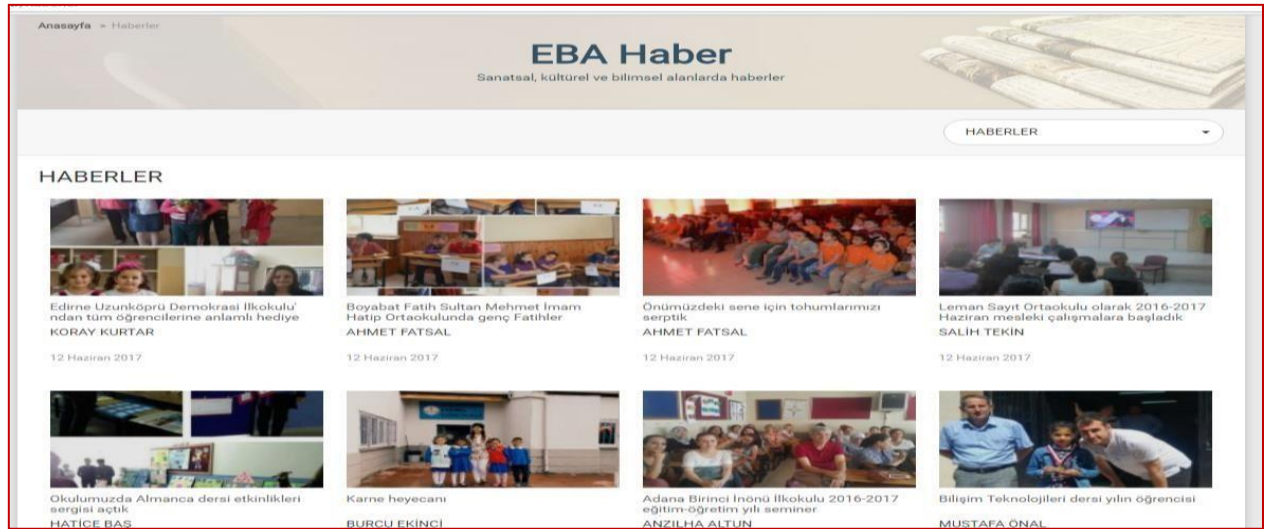 Anasayfa » Haberler
EBA Haber
Sanatsal, kültürel ve bilimsel alanlarda haberler
HABERLER
HABERLER
Edirne Uzunköprü Demokrasi İlkokulu'
ndan tüm öğrencilerine anlamlı hediye
KORAY KURTAR
12 Haziran 2017
Boyabat Fatih Sultan Mehmet İmam
Hatip Ortaokulunda genç Fatihler
AHMET FATSAL
12 Haziran 2017
Önümüzdeki sene için tohumlarımızı
serptik
AHMET FATSAL
12 Haziran 2017
Leman Sayıt Ortaokulu olarak 2016-2017
Haziran mesleki çalışmalara başladık
SALİH TEKİN
12 Haziran 2017
Okulumuzda Almanca dersi etkinlikleri
sergisi açtık
HATİCE BAŞ
Karne heyecanı
BURCU EKİNCİ
Adana Birinci İnönü İlkokulu 2016-2017
eğitim-öğretim yılı seminer
ANZILHA ALTUN
Bilişim Teknolojileri dersi yılın öğrencisi
MUSTAFA ÖNAL